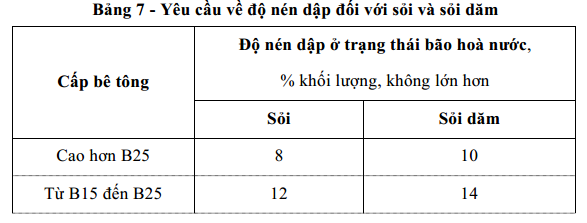 Bảng 7 - Yêu cầu về độ nén dập đối với sỏi và sỏi dăm
Cấp bê tông
Độ nén dập ở trạng thái bão hoà nước,
% khối lượng, không lớn hơn
Sỏi
Sỏi dăm
Cao hơn B25
8
10
Từ B15 đến B25
12
14